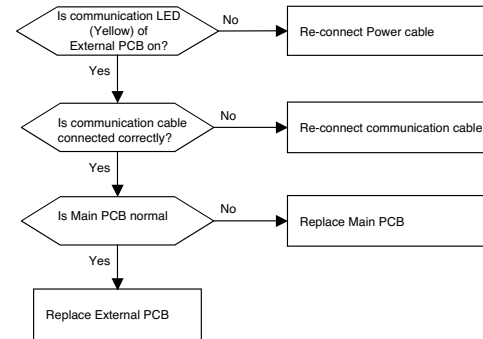 Is communication LED
(Yellow) of
External PCB on?
No
Re-connect Power cable
Yes
Is communication cable
connected correctly?
No
Re-connect communication cable
Yes
Is Main PCB normal
No
Replace Main PCB
Yes
Replace External PCB